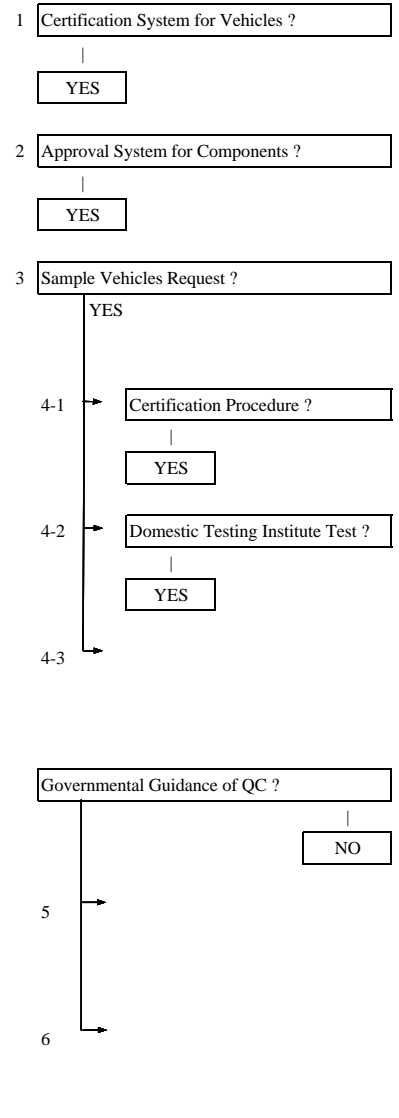 1 Certification System for Vehicles ?
YES
2 Approval System for Components ?
YES
3 Sample Vehicles Request ?
YES
4-1 Certification Procedure ?
YES
4-2 Domestic Testing Institute Test ?
YES
4-3
Governmental Guidance of QC ?
NO
5
6